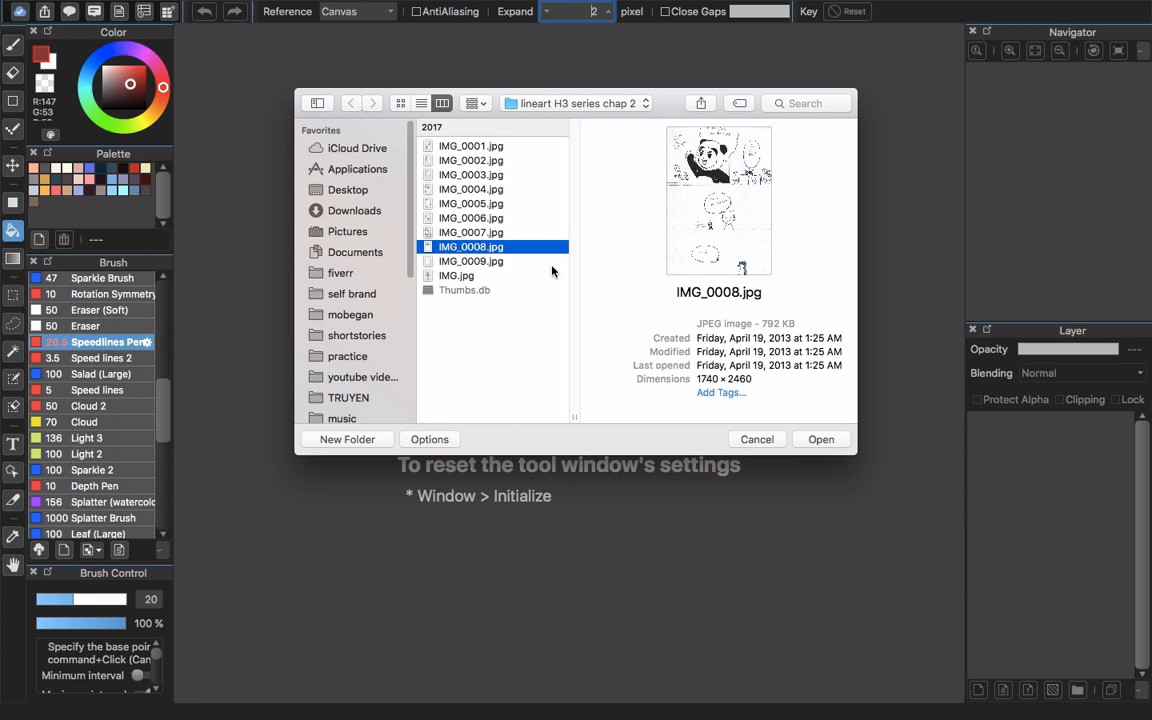 Reference Canvas AntiAliasing Expand 2 pixel Close Gaps Key Reset
Color
R:147
G:53
Palette
---
Brush
47 Sparkle Brush
10 Rotation Symmetry
50 Eraser (Soft)
50 Eraser
20.5 Speedlines Pen
3.5 Speed lines 2
100 Salad (Large)
5 Speed lines
50 Cloud 2
70 Cloud
136 Light 3
100 Light 2
100 Sparkle 2
10 Depth Pen
156 Splatter (watercolo
1000 Splatter Brush
100 Leaf (Large)
Brush Control
20
100 %
Specify the base poir
command+Click (Can
Minimum interval
lineart H3 series chap 2
Search
Favorites
iCloud Drive
Applications
Desktop
Downloads
Pictures
Documents
fiverr
self brand
mobegan
shortstories
practice
youtube vide...
TRUYEN
music
2017
IMG_0001.jpg
IMG_0002.jpg
IMG_0003.jpg
IMG_0004.jpg
IMG_0005.jpg
IMG_0006.jpg
IMG_0007.jpg
IMG_0008.jpg
IMG_0009.jpg
IMG.jpg
Thumbs.db
IMG_0008.jpg
JPEG image - 792 KB
Created Friday, April 19, 2013 at 1:25 AM
Modified Friday, April 19, 2013 at 1:25 AM
Last opened Friday, April 19, 2013 at 1:25 AM
Dimensions 1740 × 2460
Add Tags...
New Folder Options Cancel Open
To reset the tool window's settings
* Window > Initialize
Navigator
Layer
Opacity ---
Blending Normal
Protect Alpha Clipping Lock